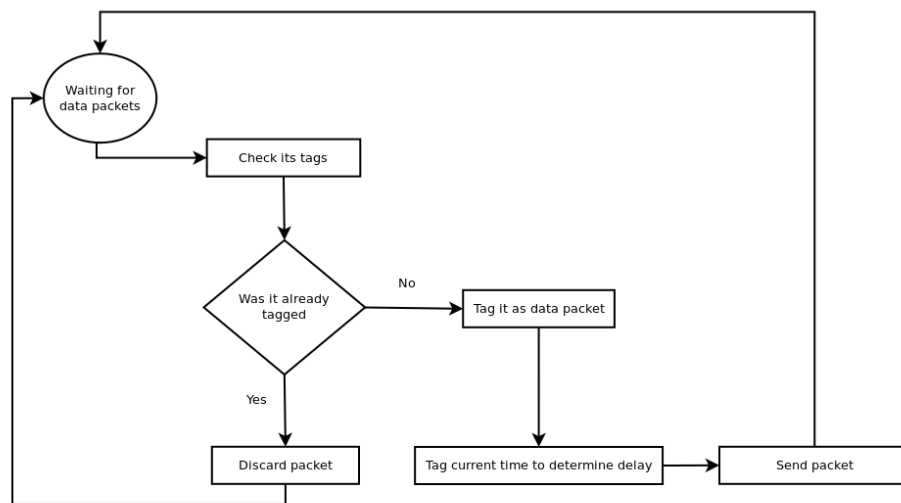 Waiting for
data packets
Check its tags
Was it already
tagged
No
Tag it as data packet
Yes
Discard packet
Tag current time to determine delay
Send packet